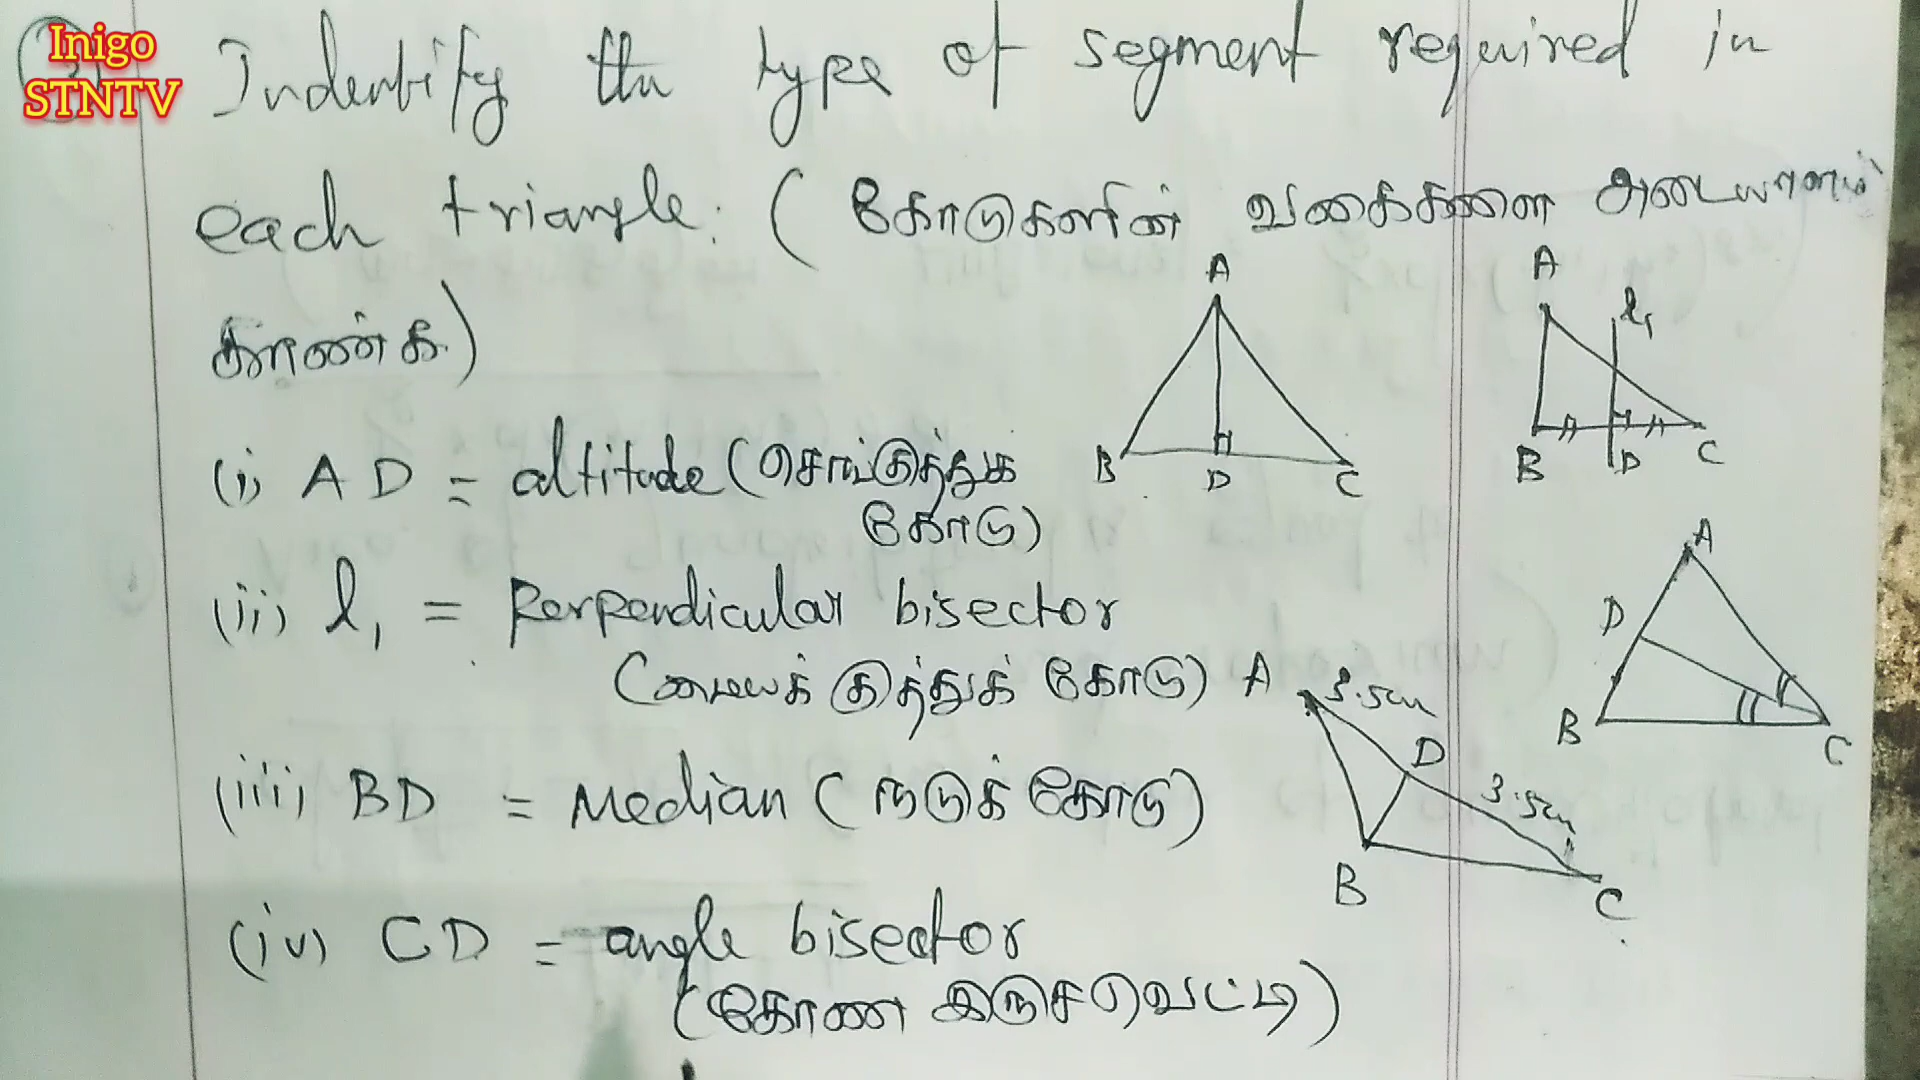 Inigo
STNTV
Indentify the type of segment required in
each triangle. (கோடுகளின் வகைகளை அடையாளம்
காண்க.)
A
B D C
A
l₁
B D C
(i) AD = altitude (செங்குத்துக்
கோடு)
(ii) l₁ = Perpendicular bisector
(மையக் குத்துக் கோடு)
A
D
B C
A 3.5cm
D
3.5cm
B C
(iii) BD = Median (நடுக் கோடு)
(iv) CD = angle bisector
(கோண இருசமவெட்டி)